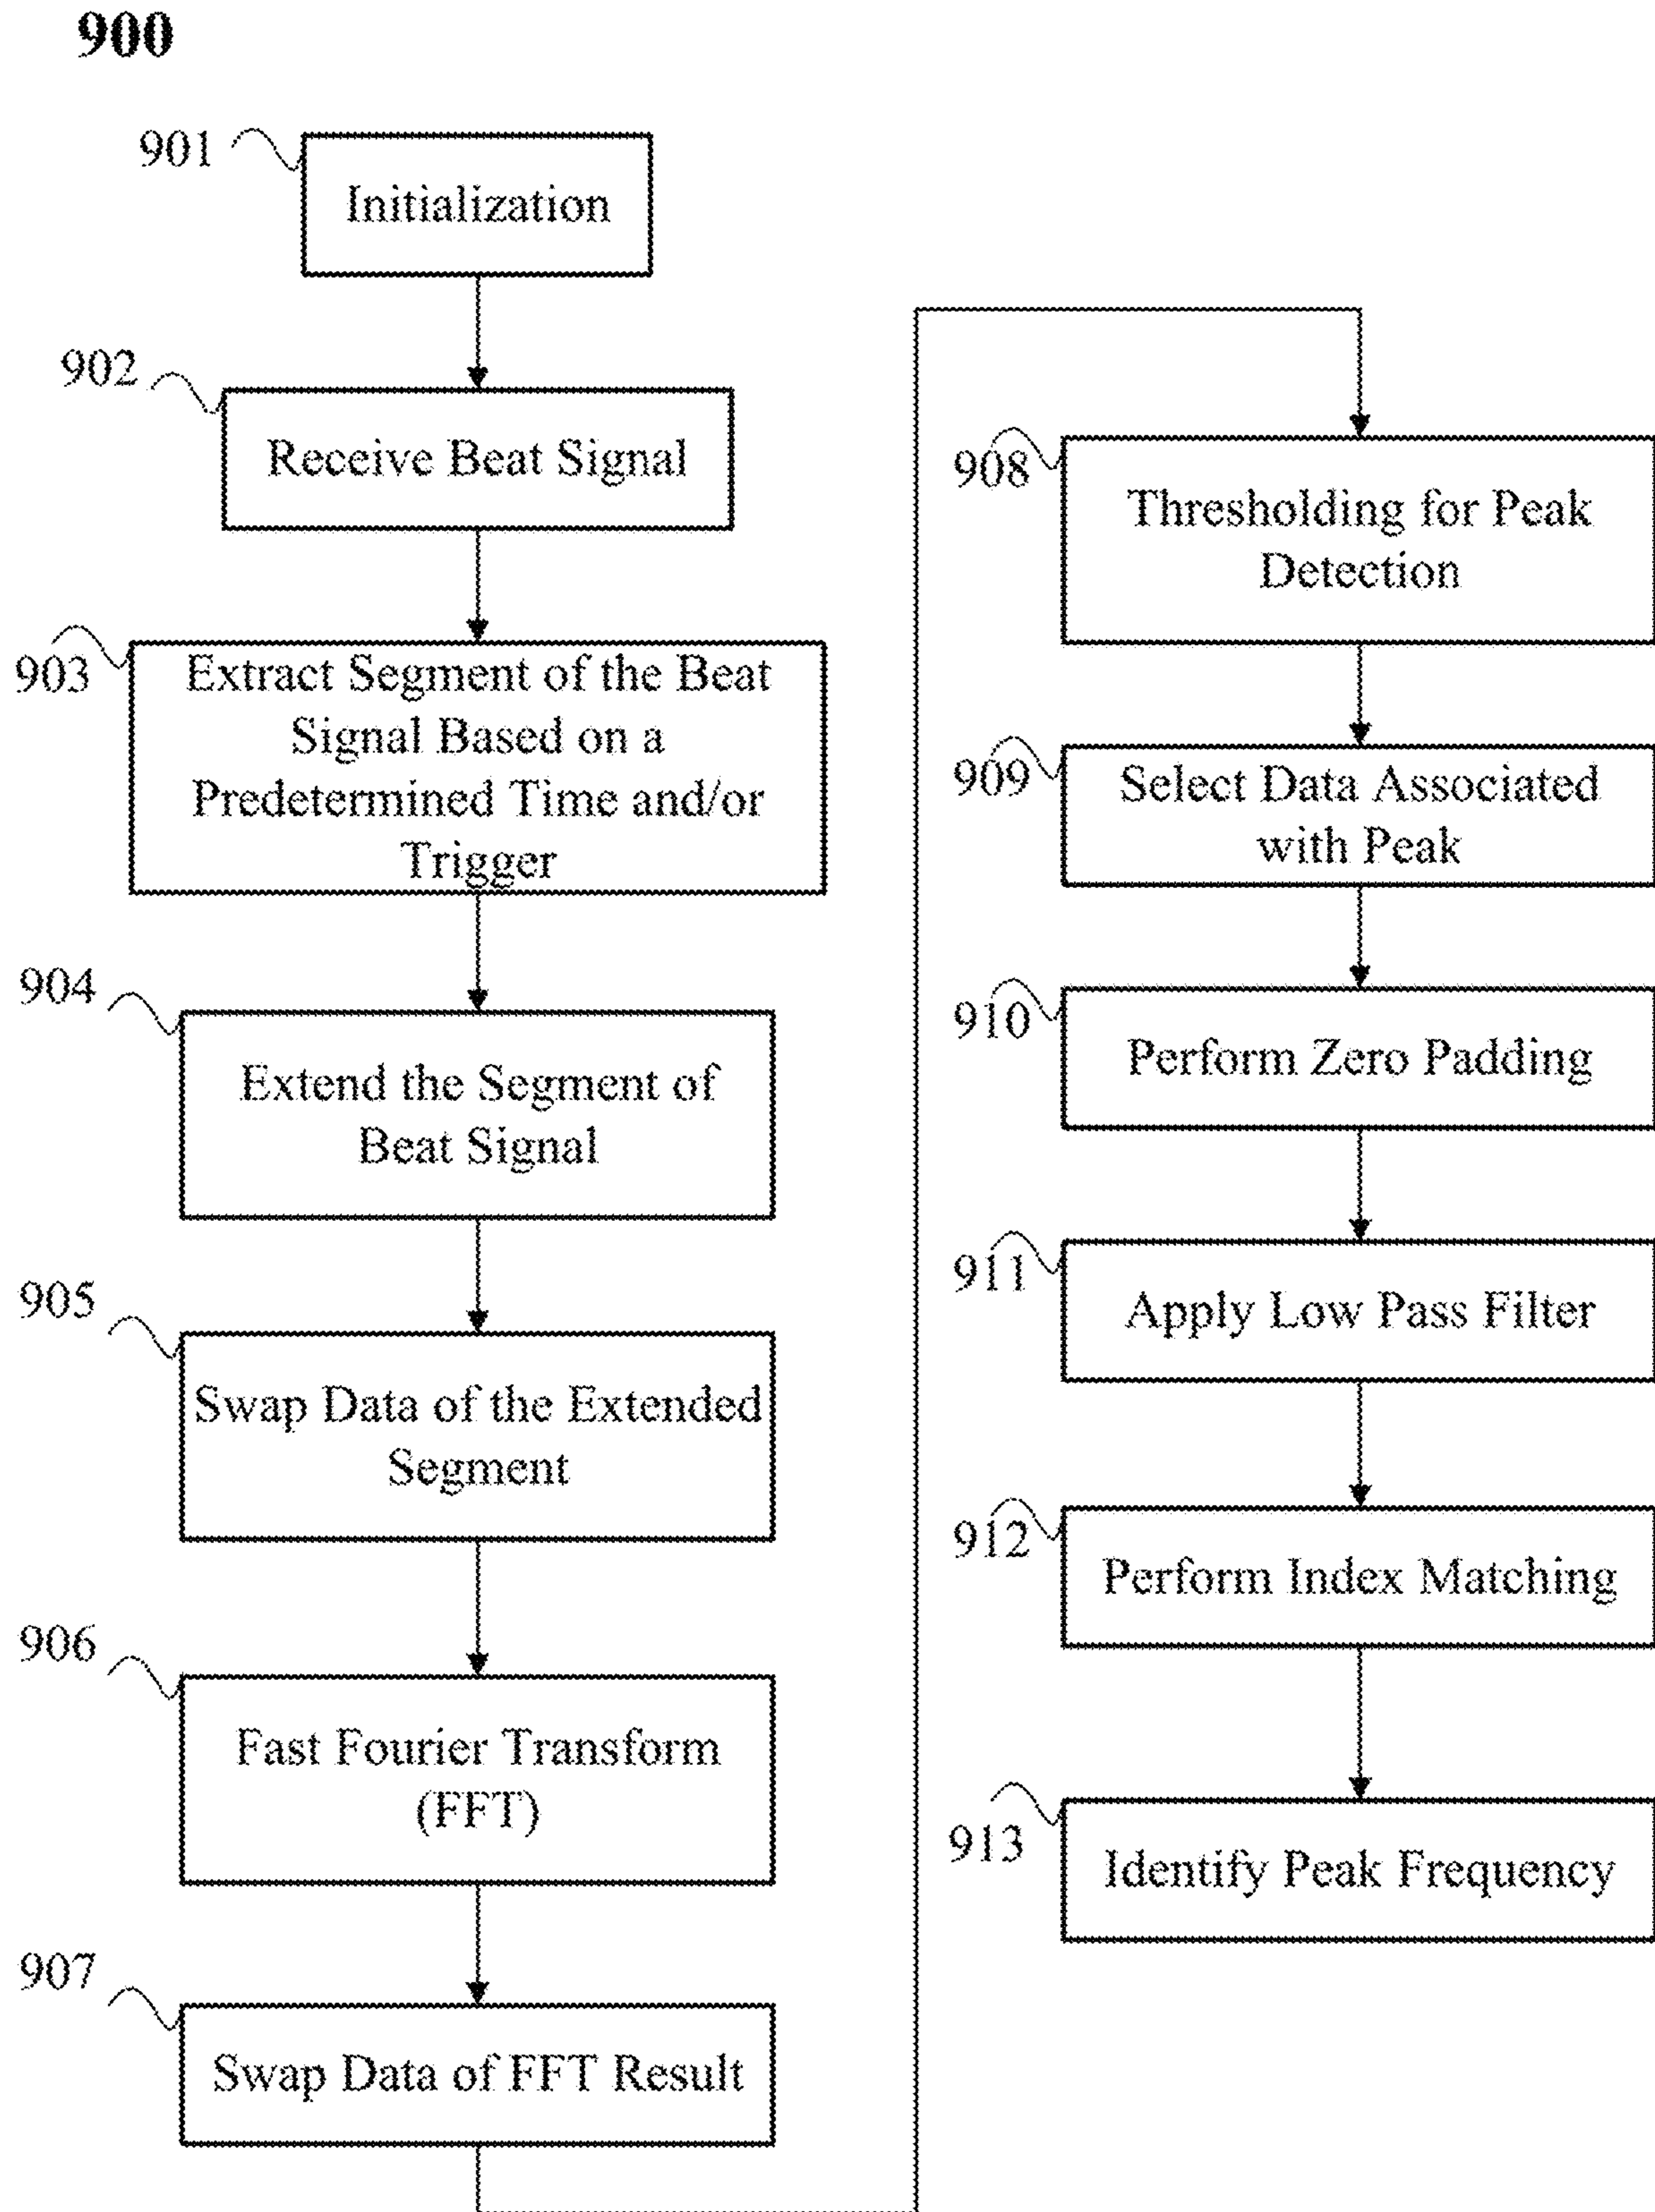 900
901
Initialization
902
Receive Beat Signal
903
Extract Segment of the Beat
Signal Based on a
Predetermined Time and/or
Trigger
904
Extend the Segment of
Beat Signal
905
Swap Data of the Extended
Segment
906
Fast Fourier Transform
(FFT)
907
Swap Data of FFT Result
908
Thresholding for Peak
Detection
909
Select Data Associated
with Peak
910
Perform Zero Padding
911
Apply Low Pass Filter
912
Perform Index Matching
913
Identify Peak Frequency